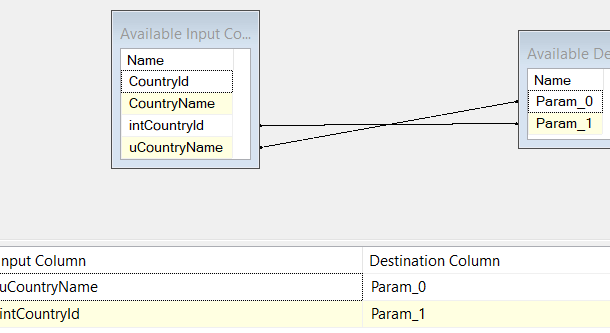 Available Input Co...
Name
CountryId
CountryName
intCountryId
uCountryName
Available De
Name
Param_0
Param_1
nput Column
Destination Column
uCountryName
Param_0
intCountryId
Param_1